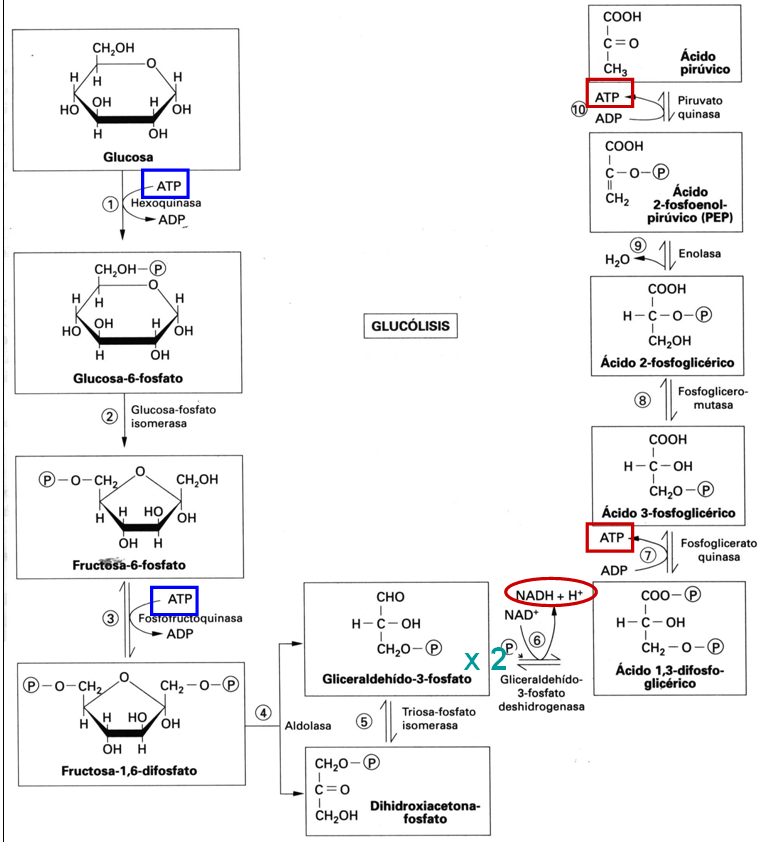 CH₂OH
O
H
H
H
H
HO
OH
OH
H
OH
Glucosa
①
ATP
Hexoquinasa
ADP
CH₂OH–Ⓟ
O
H
H
H
HO
OH
H
OH
H
OH
Glucosa-6-fosfato
②
Glucosa-fosfato
isomerasa
Ⓟ–O–CH₂
O
CH₂OH
H
H
HO
OH
OH
H
Fructosa-6-fosfato
③
ATP
Fosfofructoquinasa
ADP
Ⓟ–O–CH₂
O
CH₂–O–Ⓟ
H
H
HO
OH
OH
H
Fructosa-1,6-difosfato
④
Aldolasa
GLUCÓLISIS
CHO
H–C–OH
CH₂O–Ⓟ
Gliceraldehído-3-fosfato
x 2
⑤
Triosa-fosfato
isomerasa
CH₂O–Ⓟ
C=O
CH₂OH
Dihidroxiacetona-
fosfato
NADH + H⁺
NAD⁺
Ⓟ
⑥
Gliceraldehído-
3-fosfato
deshidrogenasa
COO–Ⓟ
H–C–OH
CH₂–O–Ⓟ
Ácido 1,3-difosfo-
glicérico
ATP
⑦
ADP
Fosfoglicerato
quinasa
COOH
H–C–OH
CH₂O–Ⓟ
Ácido 3-fosfoglicérico
⑧
Fosfoglicero-
mutasa
COOH
H–C–O–Ⓟ
CH₂OH
Ácido 2-fosfoglicérico
⑨
H₂O
Enolasa
COOH
C–O–Ⓟ
CH₂
Ácido
2-fosfoenol-
pirúvico (PEP)
⑩
ATP
ADP
Piruvato
quinasa
COOH
C=O
CH₃
Ácido
pirúvico